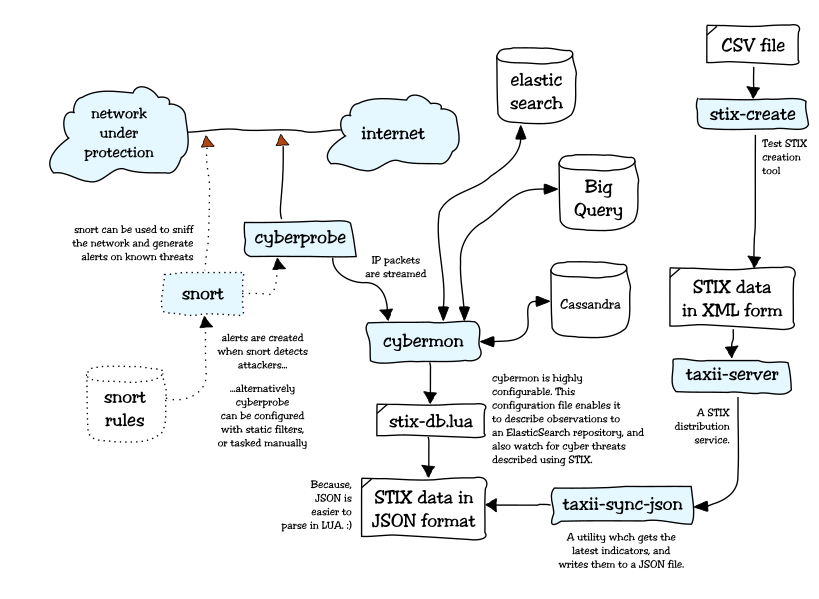 CSV file
elastic
search
stix-create
network
under
protection
internet
Test STIX
creation
tool
Big
Query
snort can be used to sniff
the network and generate
alerts on known threats
cyberprobe
IP packets
are streamed
snort
STIX data
in XML form
Cassandra
cybermon
alerts are created
when snort detects
attackers...
...alternatively
cyberprobe
can be configured
with static filters,
or tasked manually
snort
rules
taxii-server
cybermon is highly
configurable. This
configuration file enables it
to describe observations to
an ElasticSearch repository, and
also watch for cyber threats
described using STIX.
stix-db.lua
A STIX
distribution
service.
Because,
JSON is
easier to
parse in LUA. :)
STIX data in
JSON format
taxii-sync-json
A utility whch gets the
latest indicators, and
writes them to a JSON file.